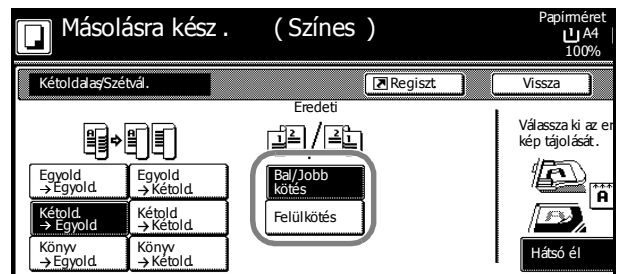 Másolásra kész . ( Színes )
Papírméret
A4
100%
Kétoldalas/Szétvál.
Regiszt
Vissza
Eredeti
Egyold
→Egyold.
Egyold
→Kétold.
Kétold.
→ Egyold
Kétold
→Kétold.
Könyv
→Egyold.
Könyv
→Kétold.
Bal/Jobb
kötés
Felülkötés
Válassza ki az er
kép tájolását.
Hátsó él